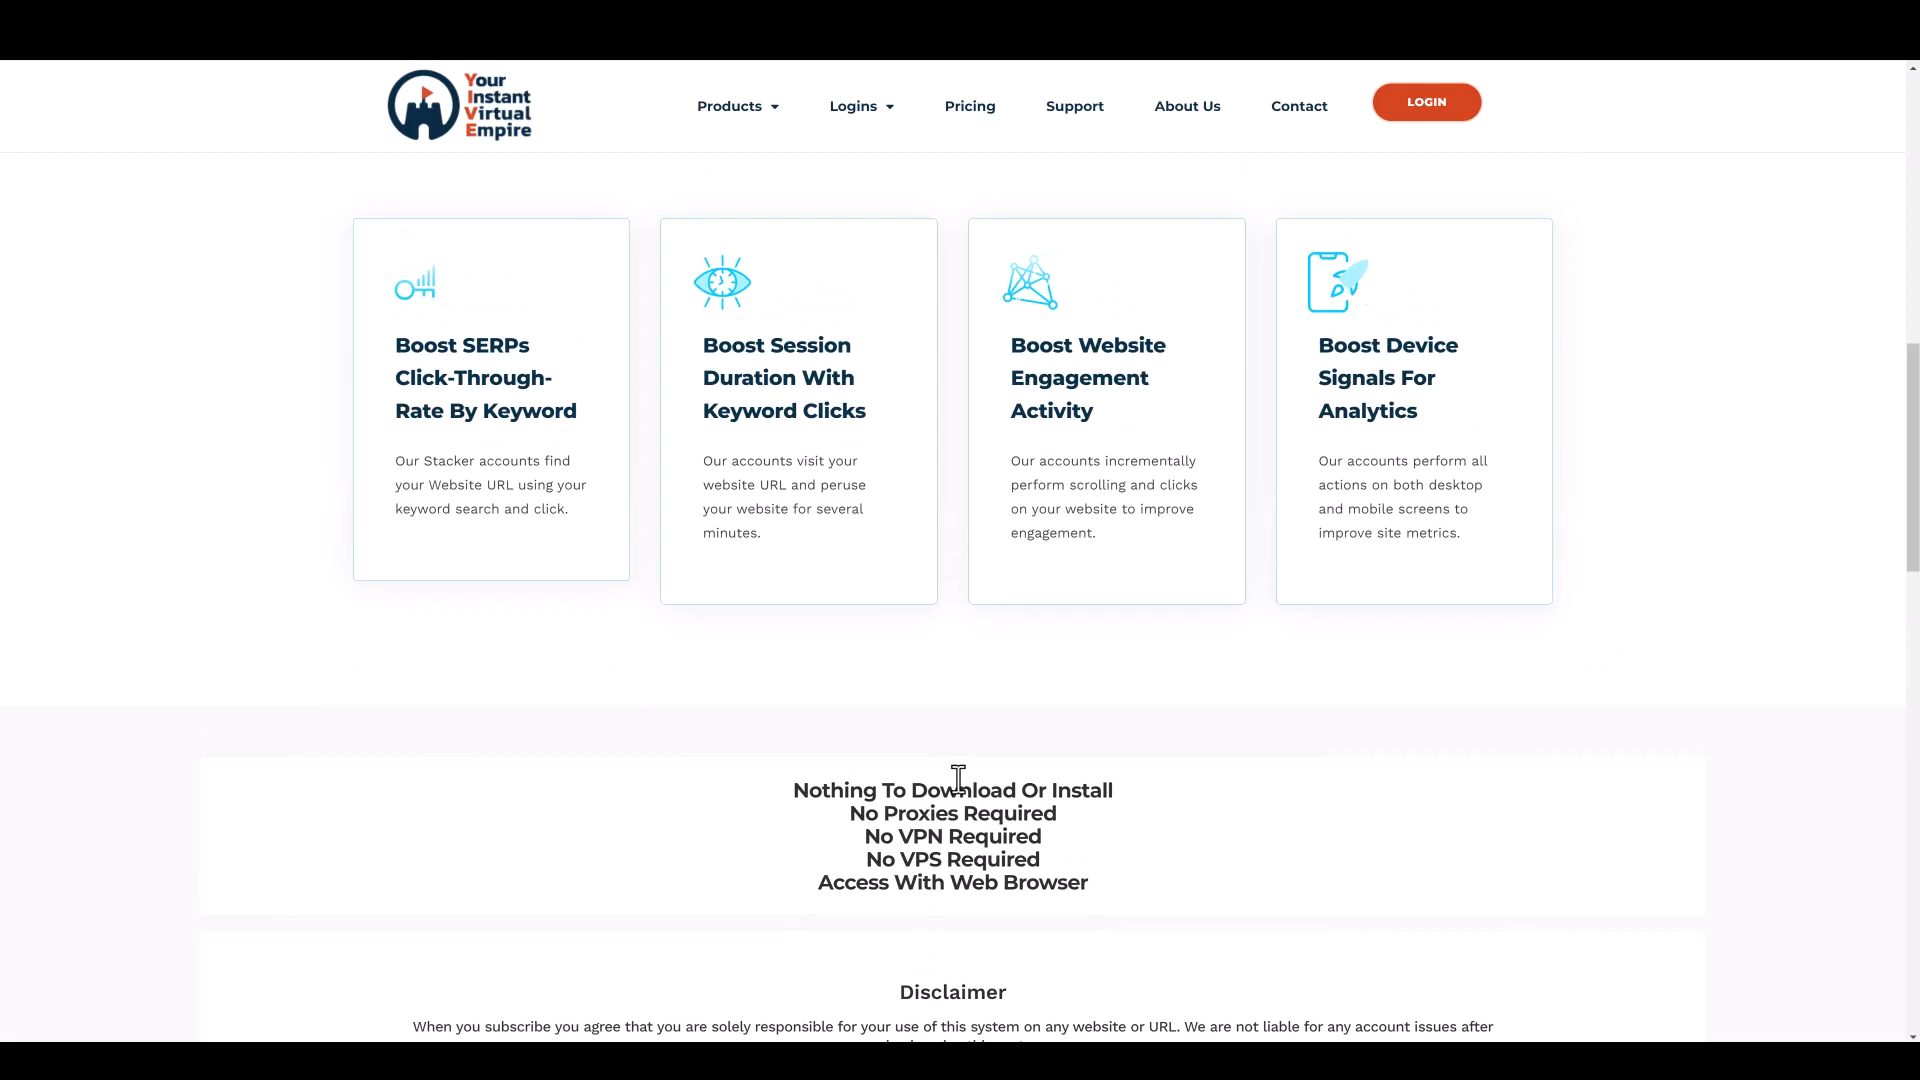 Your
Instant
Virtual
Empire
Products
Logins
Pricing
Support
About Us
Contact
LOGIN
Boost SERPs
Click-Through-
Rate By Keyword
Our Stacker accounts find
your Website URL using your
keyword search and click.
Boost Session
Duration With
Keyword Clicks
Our accounts visit your
website URL and peruse
your website for several
minutes.
Boost Website
Engagement
Activity
Our accounts incrementally
perform scrolling and clicks
on your website to improve
engagement.
Boost Device
Signals For
Analytics
Our accounts perform all
actions on both desktop
and mobile screens to
improve site metrics.
Nothing To Download Or Install
No Proxies Required
No VPN Required
No VPS Required
Access With Web Browser
Disclaimer
When you subscribe you agree that you are solely responsible for your use of this system on any website or URL. We are not liable for any account issues after